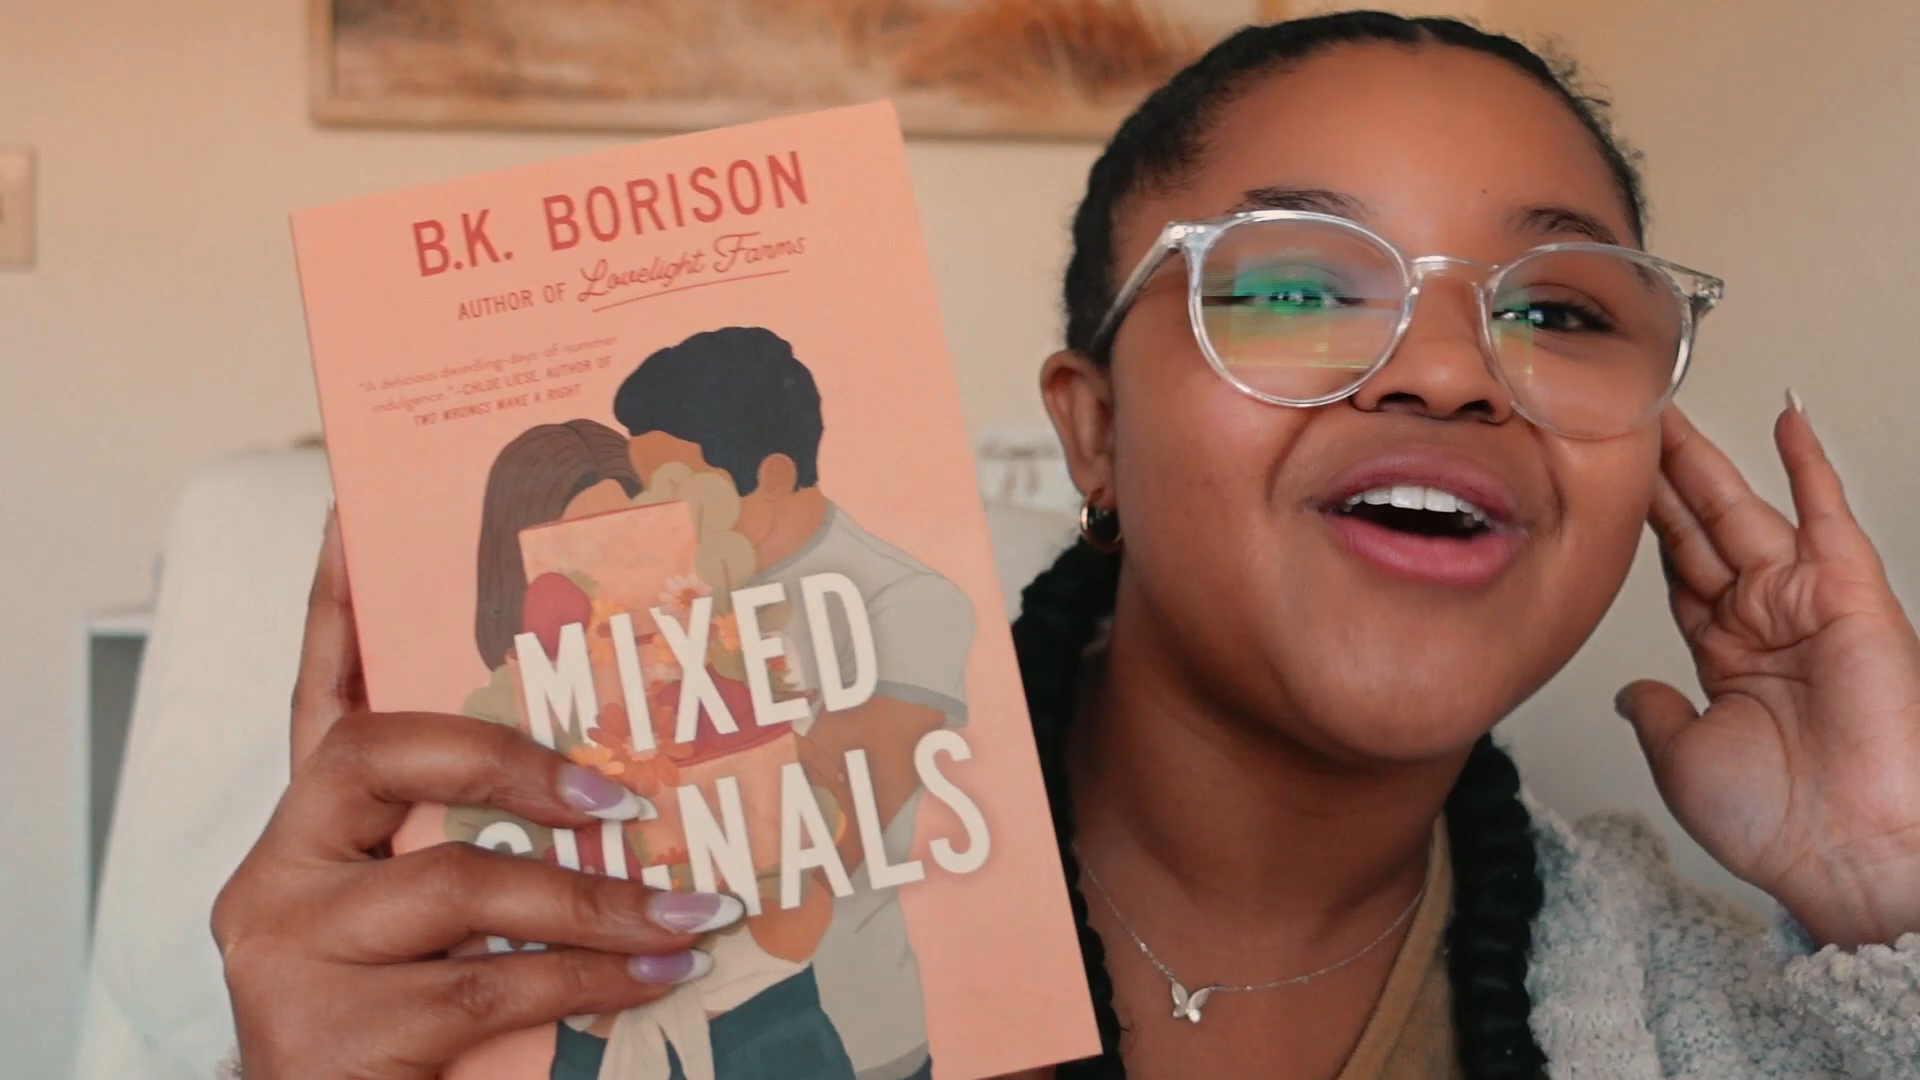 B.K. BORISON
AUTHOR OF Lovelight Farms
"A delicious dwindling-days-of-summer
indulgence."—CHLOE LIESE, AUTHOR OF
TWO WRONGS MAKE A RIGHT
MIXED
SIGNALS